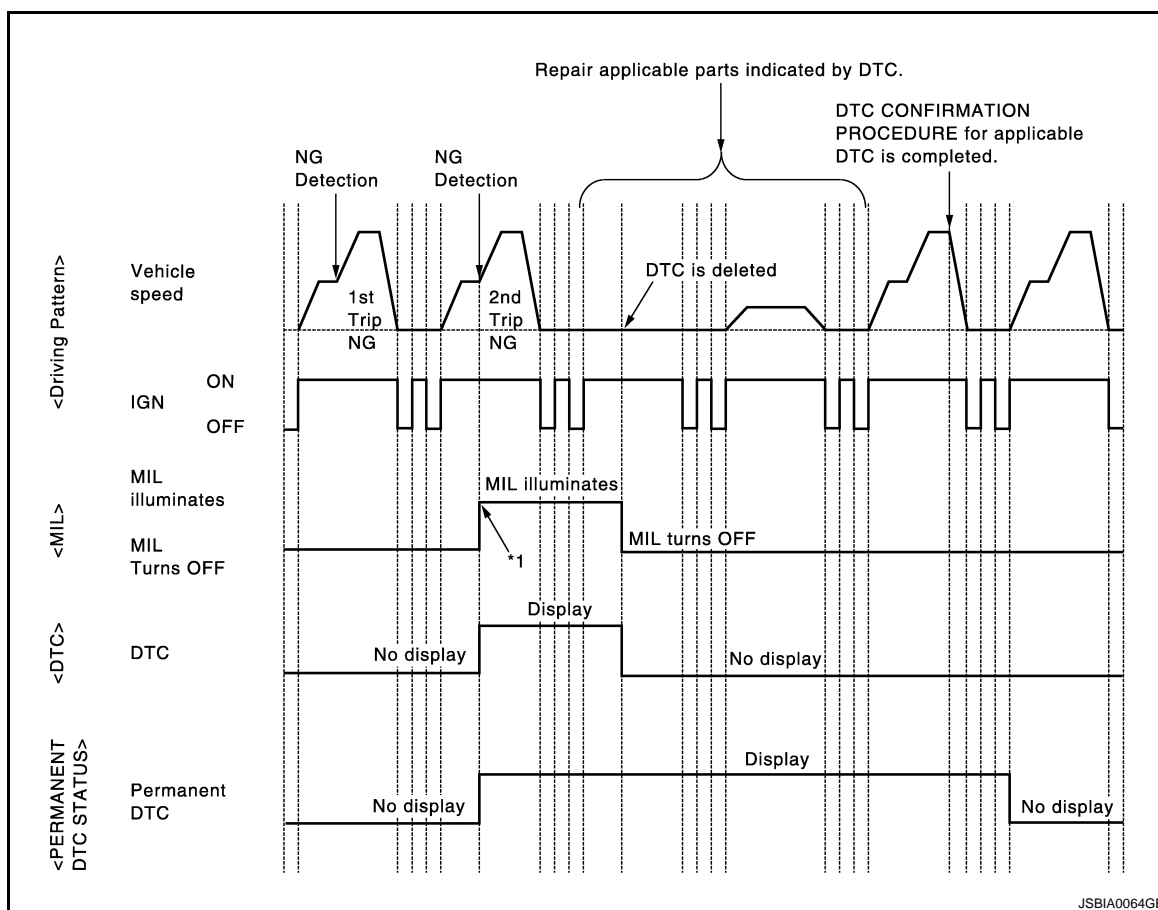 Repair applicable parts indicated by DTC.
DTC CONFIRMATION
PROCEDURE for applicable
DTC is completed.
NG
Detection
NG
Detection
<Driving Pattern>
Vehicle
speed
1st
Trip
NG
2nd
Trip
NG
DTC is deleted
IGN
ON
OFF
<MIL>
MIL
illuminates
MIL illuminates
MIL
Turns OFF
*1
MIL turns OFF
<DTC>
DTC
No display
Display
No display
<PERMANENT
DTC STATUS>
Permanent
DTC
No display
Display
No display